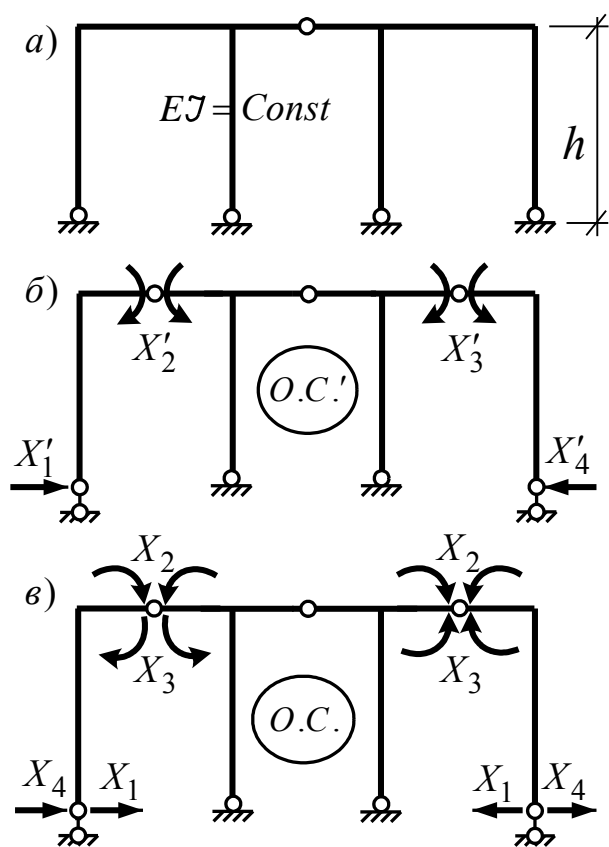 а)
EJ = Const
h
б)
X′₂
X′₃
О.С.′
X′₁
X′₄
X₂
X₂
в)
X₃
X₃
О.С.
X₄
X₁
X₁
X₄